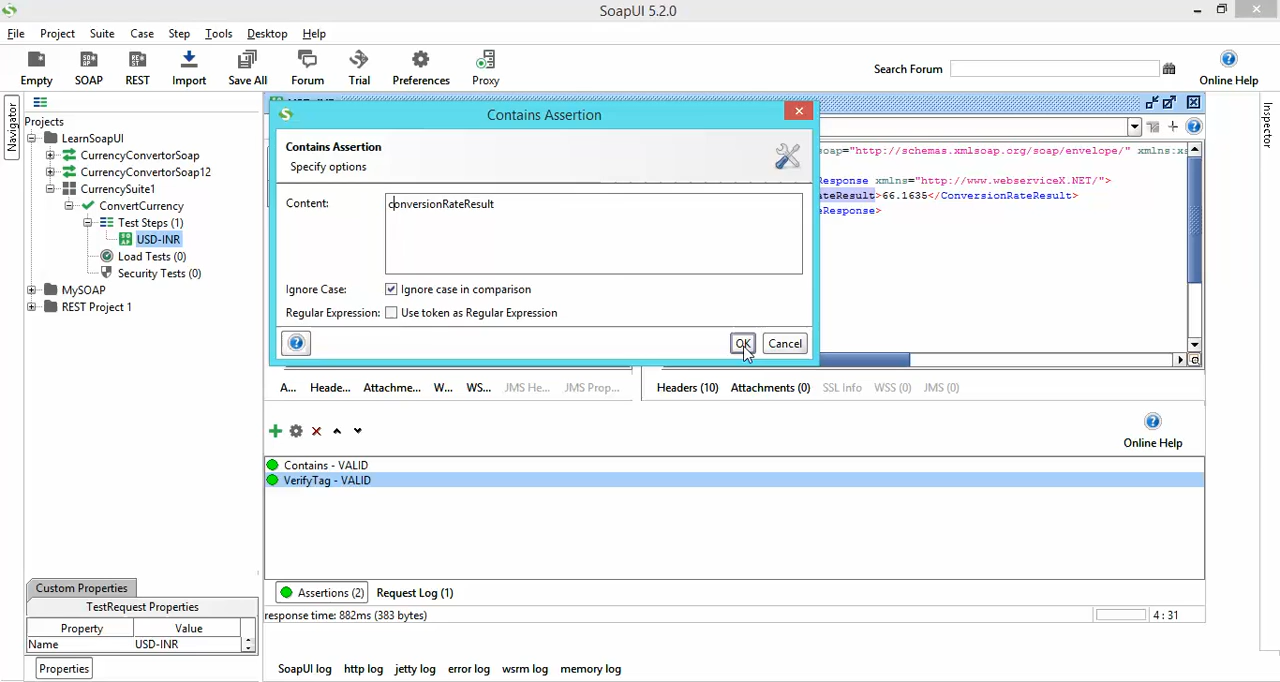 SoapUI 5.2.0
File Project Suite Case Step Tools Desktop Help
Empty SOAP REST Import Save All Forum Trial Preferences Proxy
Search Forum
Online Help
Navigator
Projects
LearnSoapUI
CurrencyConvertorSoap
CurrencyConvertorSoap12
CurrencySuite1
ConvertCurrency
Test Steps (1)
USD-INR
Load Tests (0)
Security Tests (0)
MySOAP
REST Project 1
Contains Assertion
Contains Assertion
Specify options
Content:
conversionRateResult
Ignore Case: Ignore case in comparison
Regular Expression: Use token as Regular Expression
OK Cancel
soap="http://schemas.xmlsoap.org/soap/envelope/" xmlns:xs
Response xmlns="http://www.webserviceX.NET/">
ateResult>66.1635</ConversionRateResult>
eResponse>
Inspector
A... Heade... Attachme... W... WS... JMS He... JMS Prop...
Headers (10) Attachments (0) SSL Info WSS (0) JMS (0)
Online Help
Contains - VALID
VerifyTag - VALID
Assertions (2) Request Log (1)
response time: 882ms (383 bytes)
4 : 31
Custom Properties
TestRequest Properties
Property Value
Name USD-INR
Properties
SoapUI log http log jetty log error log wsrm log memory log